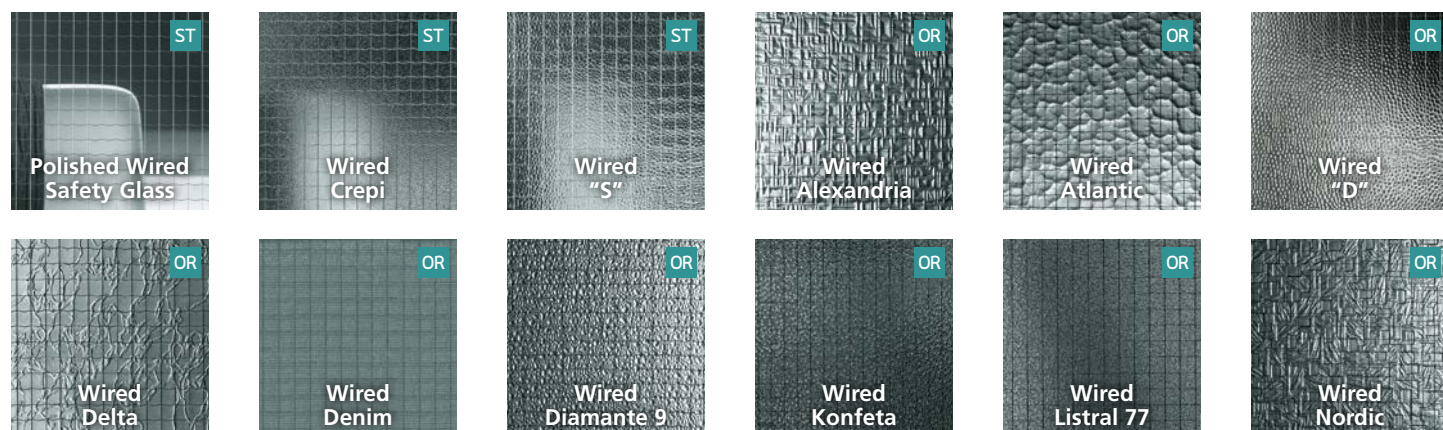 ST
Polished Wired
Safety Glass
ST
Wired
Crepi
ST
Wired
“S”
OR
Wired
Alexandria
OR
Wired
Atlantic
OR
Wired
“D”
OR
Wired
Delta
OR
Wired
Denim
OR
Wired
Diamante 9
OR
Wired
Konfeta
OR
Wired
Listral 77
OR
Wired
Nordic